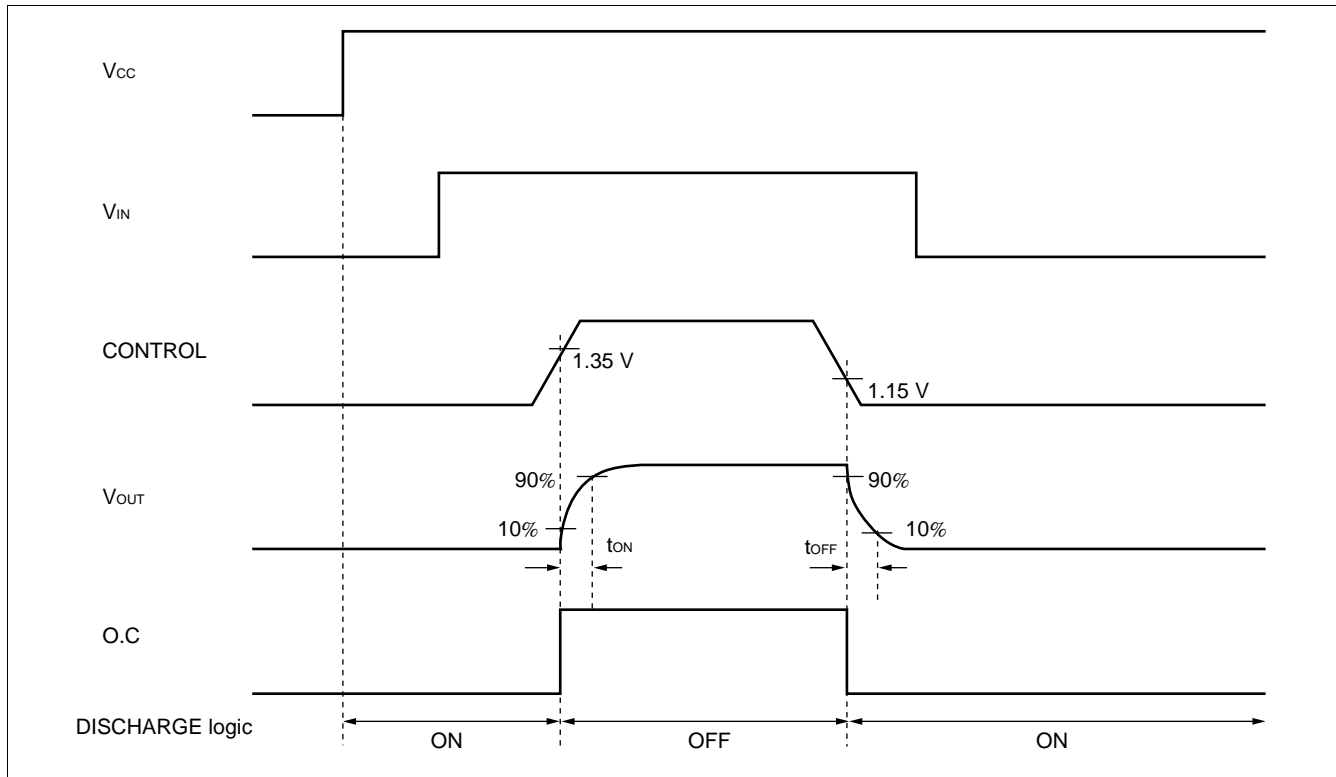 VCC
VIN
CONTROL
1.35 V
1.15 V
VOUT
90%
90%
10%
10%
tON
tOFF
O.C
DISCHARGE logic
ON
OFF
ON